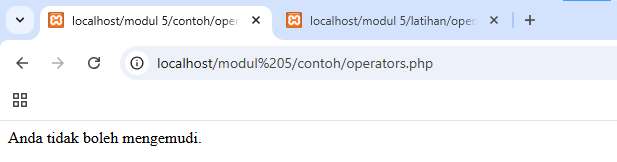 localhost/modul 5/contoh/oper
localhost/modul 5/latihan/oper
localhost/modul%205/contoh/operators.php
Anda tidak boleh mengemudi.